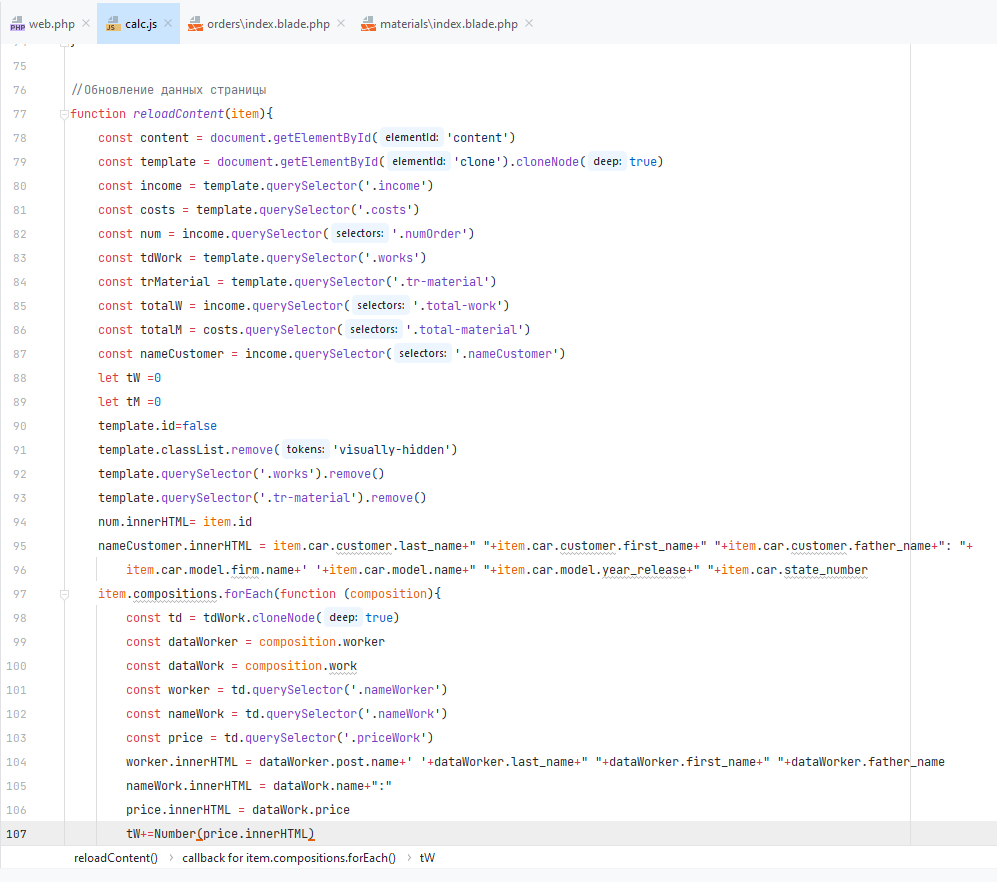 web.php
calc.js
orders\index.blade.php
materials\index.blade.php
75
76 //Обновление данных страницы
77 function reloadContent(item){
78 const content = document.getElementById( elementId: 'content')
79 const template = document.getElementById( elementId: 'clone').cloneNode( deep: true)
80 const income = template.querySelector('.income')
81 const costs = template.querySelector('.costs')
82 const num = income.querySelector( selectors: '.numOrder')
83 const tdWork = template.querySelector('.works')
84 const trMaterial = template.querySelector('.tr-material')
85 const totalW = income.querySelector( selectors: '.total-work')
86 const totalM = costs.querySelector( selectors: '.total-material')
87 const nameCustomer = income.querySelector( selectors: '.nameCustomer')
88 let tW =0
89 let tM =0
90 template.id=false
91 template.classList.remove( tokens: 'visually-hidden')
92 template.querySelector('.works').remove()
93 template.querySelector('.tr-material').remove()
94 num.innerHTML= item.id
95 nameCustomer.innerHTML = item.car.customer.last_name+" "+item.car.customer.first_name+" "+item.car.customer.father_name+": "+
96 item.car.model.firm.name+' '+item.car.model.name+" "+item.car.model.year_release+" "+item.car.state_number
97 item.compositions.forEach(function (composition){
98 const td = tdWork.cloneNode( deep: true)
99 const dataWorker = composition.worker
100 const dataWork = composition.work
101 const worker = td.querySelector('.nameWorker')
102 const nameWork = td.querySelector('.nameWork')
103 const price = td.querySelector('.priceWork')
104 worker.innerHTML = dataWorker.post.name+' '+dataWorker.last_name+" "+dataWorker.first_name+" "+dataWorker.father_name
105 nameWork.innerHTML = dataWork.name+":"
106 price.innerHTML = dataWork.price
107 tW+=Number(price.innerHTML)
reloadContent() › callback for item.compositions.forEach() › tW